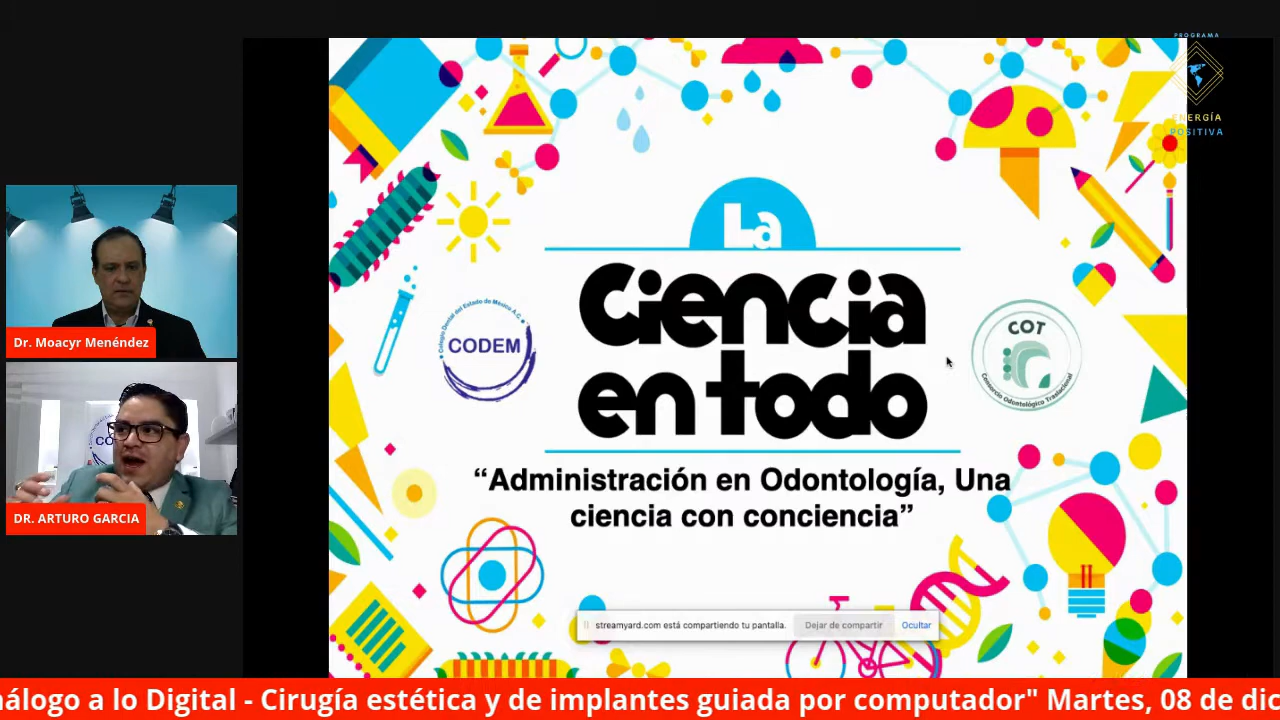 PROGRAMA
ENERGÍA
POSITIVA
La
Ciencia
en todo
Colegio Dental del Estado de México A.C.
CODEM
COT
Consorcio Odontológico Traslacional
“Administración en Odontología, Una
ciencia con conciencia”
Dr. Moacyr Menéndez
CO
DR. ARTURO GARCIA
streamyard.com está compartiendo tu pantalla.
Dejar de compartir
Ocultar
nálogo a lo Digital - Cirugía estética y de implantes guiada por computador" Martes, 08 de dic